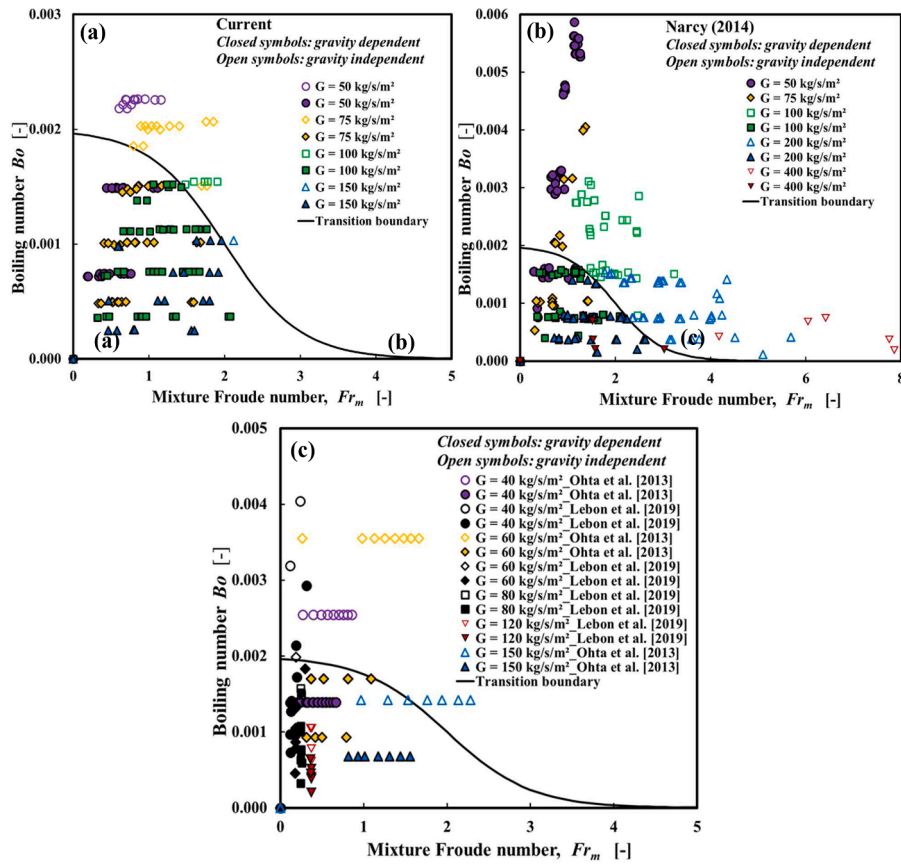 (a)
Current
Closed symbols: gravity dependent
Open symbols: gravity independent
G = 50 kg/s/m²
G = 50 kg/s/m²
G = 75 kg/s/m²
G = 75 kg/s/m²
G = 100 kg/s/m²
G = 100 kg/s/m²
G = 150 kg/s/m²
G = 150 kg/s/m²
Transition boundary
0.003
0.002
0.001
0.000
Boiling number Bo [-]
(a)
(b)
0 1 2 3 4 5
Mixture Froude number, Frm [-]
(b)
Narcy (2014)
Closed symbols: gravity dependent
Open symbols: gravity independent
G = 50 kg/s/m²
G = 75 kg/s/m²
G = 100 kg/s/m²
G = 100 kg/s/m²
G = 200 kg/s/m²
G = 200 kg/s/m²
G = 400 kg/s/m²
G = 400 kg/s/m²
Transition boundary
0.006
0.005
0.004
0.003
0.002
0.001
0.000
Boiling number Bo [-]
(c)
0 2 4 6 8
Mixture Froude number, Frm [-]
(c)
Closed symbols: gravity dependent
Open symbols: gravity independent
G = 40 kg/s/m²_Ohta et al. [2013]
G = 40 kg/s/m²_Ohta et al. [2013]
G = 40 kg/s/m²_Lebon et al. [2019]
G = 40 kg/s/m²_Lebon et al. [2019]
G = 60 kg/s/m²_Ohta et al. [2013]
G = 60 kg/s/m²_Ohta et al. [2013]
G = 60 kg/s/m²_Lebon et al. [2019]
G = 60 kg/s/m²_Lebon et al. [2019]
G = 80 kg/s/m²_Lebon et al. [2019]
G = 80 kg/s/m²_Lebon et al. [2019]
G = 120 kg/s/m²_Lebon et al. [2019]
G = 120 kg/s/m²_Lebon et al. [2019]
G = 150 kg/s/m²_Ohta et al. [2013]
G = 150 kg/s/m²_Ohta et al. [2013]
Transition boundary
0.005
0.004
0.003
0.002
0.001
0.000
Boiling number Bo [-]
0 1 2 3 4 5
Mixture Froude number, Frm [-]